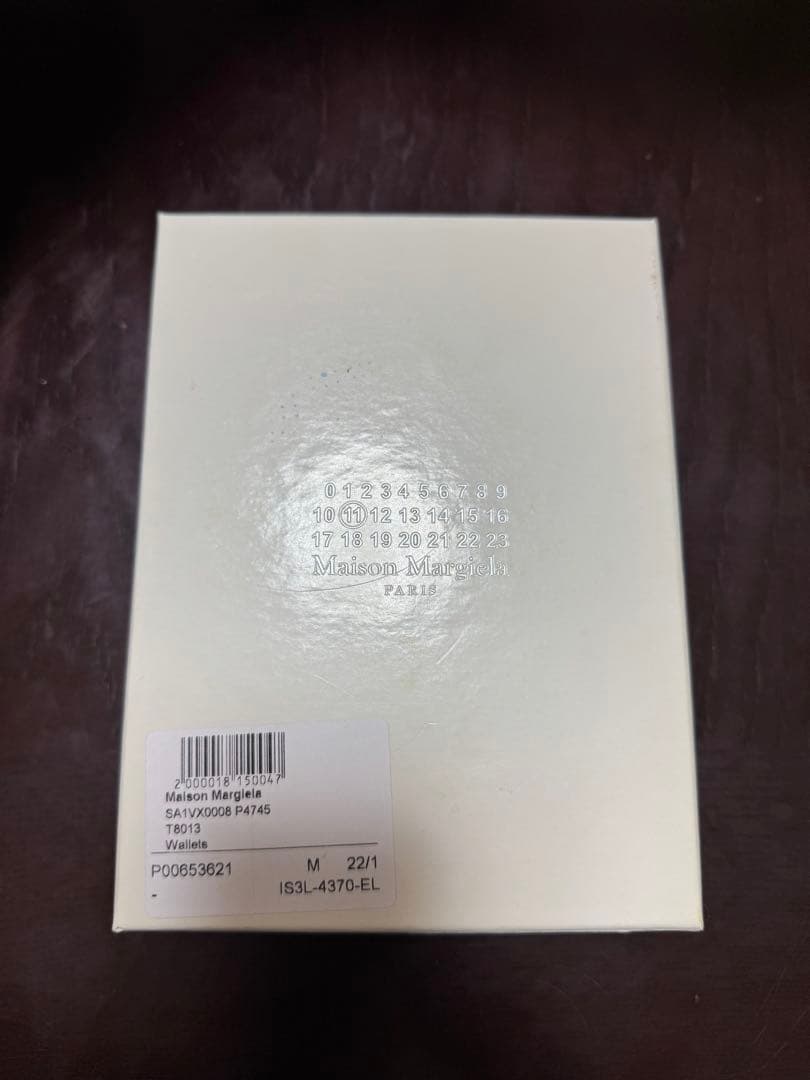 0 1 2 3 4 5 6 7 8 9
10 11 12 13 14 15 16
17 18 19 20 21 22 23
Maison Margiela
PARIS
2 000018 150047
Maison Margiela
SA1VX0008 P4745
T8013
Wallets
P00653621 M 22/1
- IS3L-4370-EL